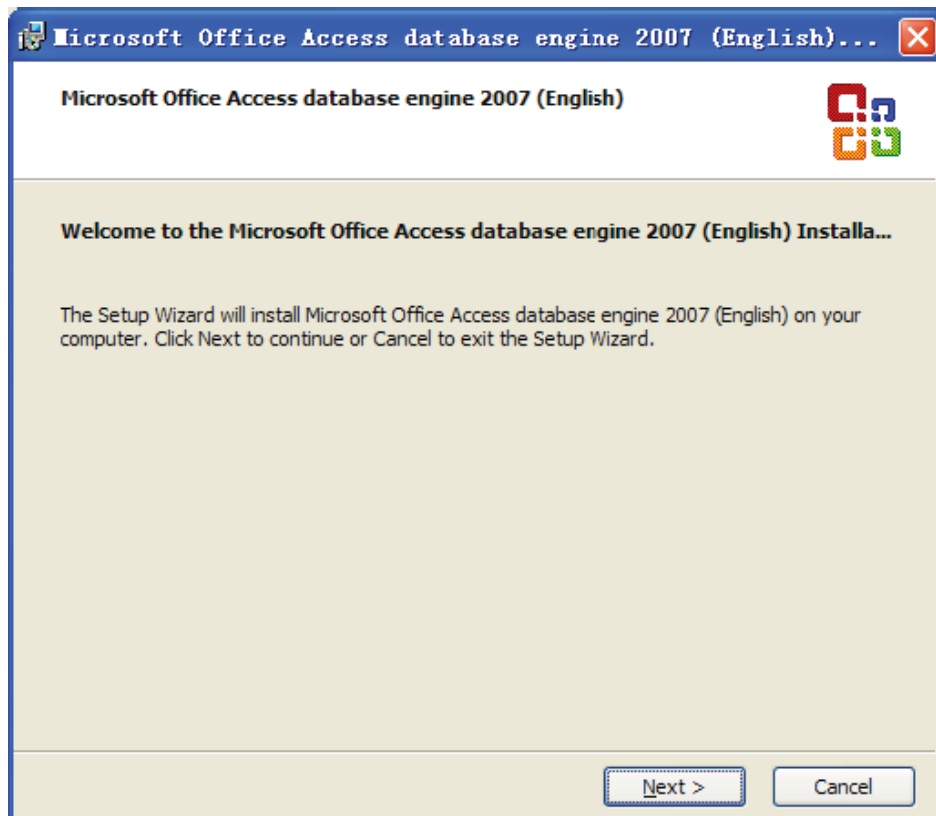 Microsoft Office Access database engine 2007 (English)...
Microsoft Office Access database engine 2007 (English)
Welcome to the Microsoft Office Access database engine 2007 (English) Installa...
The Setup Wizard will install Microsoft Office Access database engine 2007 (English) on your
computer. Click Next to continue or Cancel to exit the Setup Wizard.
Next >
Cancel